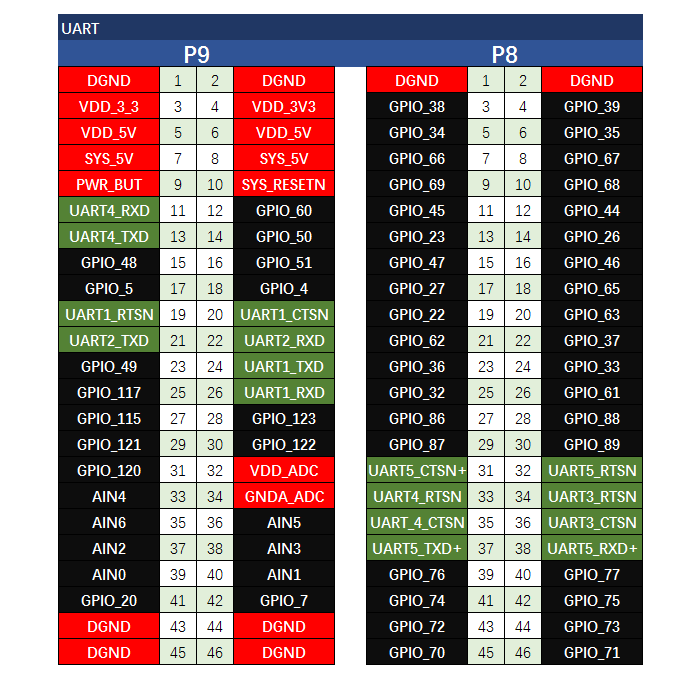 UART
P9 P8
DGND 1 2 DGND DGND 1 2 DGND
VDD_3_3 3 4 VDD_3V3 GPIO_38 3 4 GPIO_39
VDD_5V 5 6 VDD_5V GPIO_34 5 6 GPIO_35
SYS_5V 7 8 SYS_5V GPIO_66 7 8 GPIO_67
PWR_BUT 9 10 SYS_RESETN GPIO_69 9 10 GPIO_68
UART4_RXD 11 12 GPIO_60 GPIO_45 11 12 GPIO_44
UART4_TXD 13 14 GPIO_50 GPIO_23 13 14 GPIO_26
GPIO_48 15 16 GPIO_51 GPIO_47 15 16 GPIO_46
GPIO_5 17 18 GPIO_4 GPIO_27 17 18 GPIO_65
UART1_RTSN 19 20 UART1_CTSN GPIO_22 19 20 GPIO_63
UART2_TXD 21 22 UART2_RXD GPIO_62 21 22 GPIO_37
GPIO_49 23 24 UART1_TXD GPIO_36 23 24 GPIO_33
GPIO_117 25 26 UART1_RXD GPIO_32 25 26 GPIO_61
GPIO_115 27 28 GPIO_123 GPIO_86 27 28 GPIO_88
GPIO_121 29 30 GPIO_122 GPIO_87 29 30 GPIO_89
GPIO_120 31 32 VDD_ADC UART5_CTSN+ 31 32 UART5_RTSN
AIN4 33 34 GNDA_ADC UART4_RTSN 33 34 UART3_RTSN
AIN6 35 36 AIN5 UART_4_CTSN 35 36 UART3_CTSN
AIN2 37 38 AIN3 UART5_TXD+ 37 38 UART5_RXD+
AIN0 39 40 AIN1 GPIO_76 39 40 GPIO_77
GPIO_20 41 42 GPIO_7 GPIO_74 41 42 GPIO_75
DGND 43 44 DGND GPIO_72 43 44 GPIO_73
DGND 45 46 DGND GPIO_70 45 46 GPIO_71